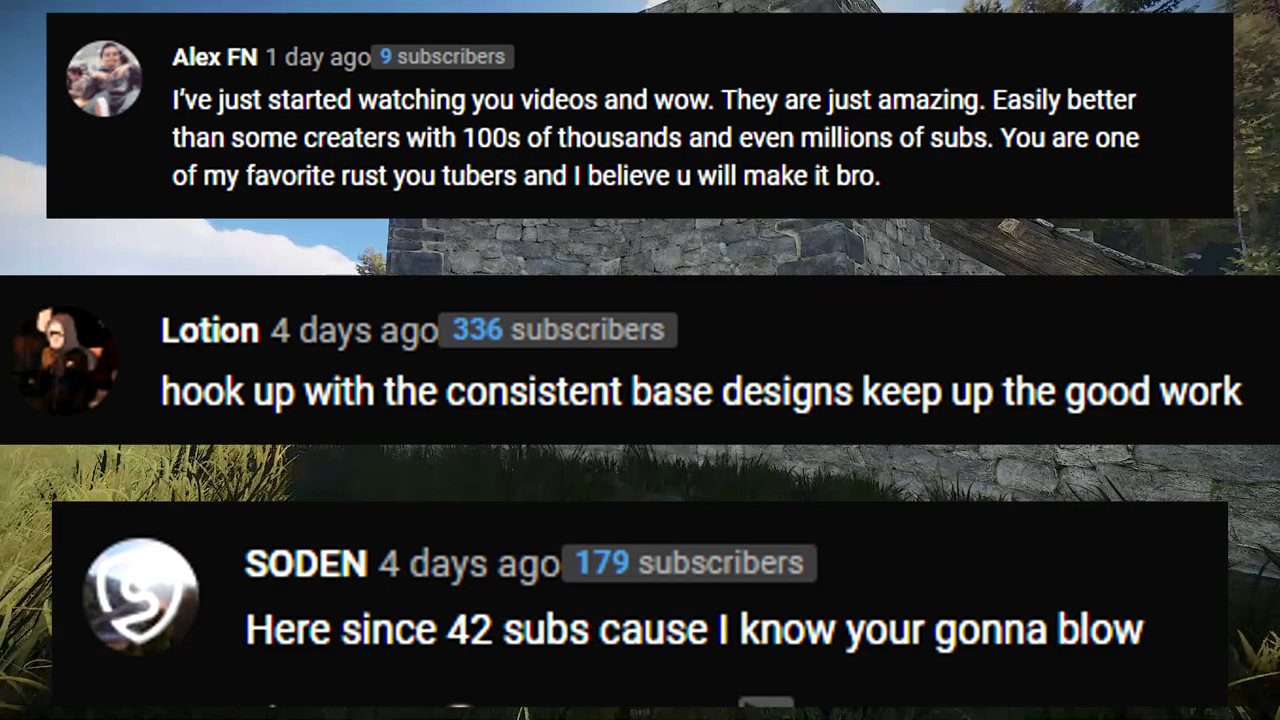 Alex FN 1 day ago 9 subscribers
I've just started watching you videos and wow. They are just amazing. Easily better
than some creaters with 100s of thousands and even millions of subs. You are one
of my favorite rust you tubers and I believe u will make it bro.
Lotion 4 days ago 336 subscribers
hook up with the consistent base designs keep up the good work
SODEN 4 days ago 179 subscribers
Here since 42 subs cause I know your gonna blow